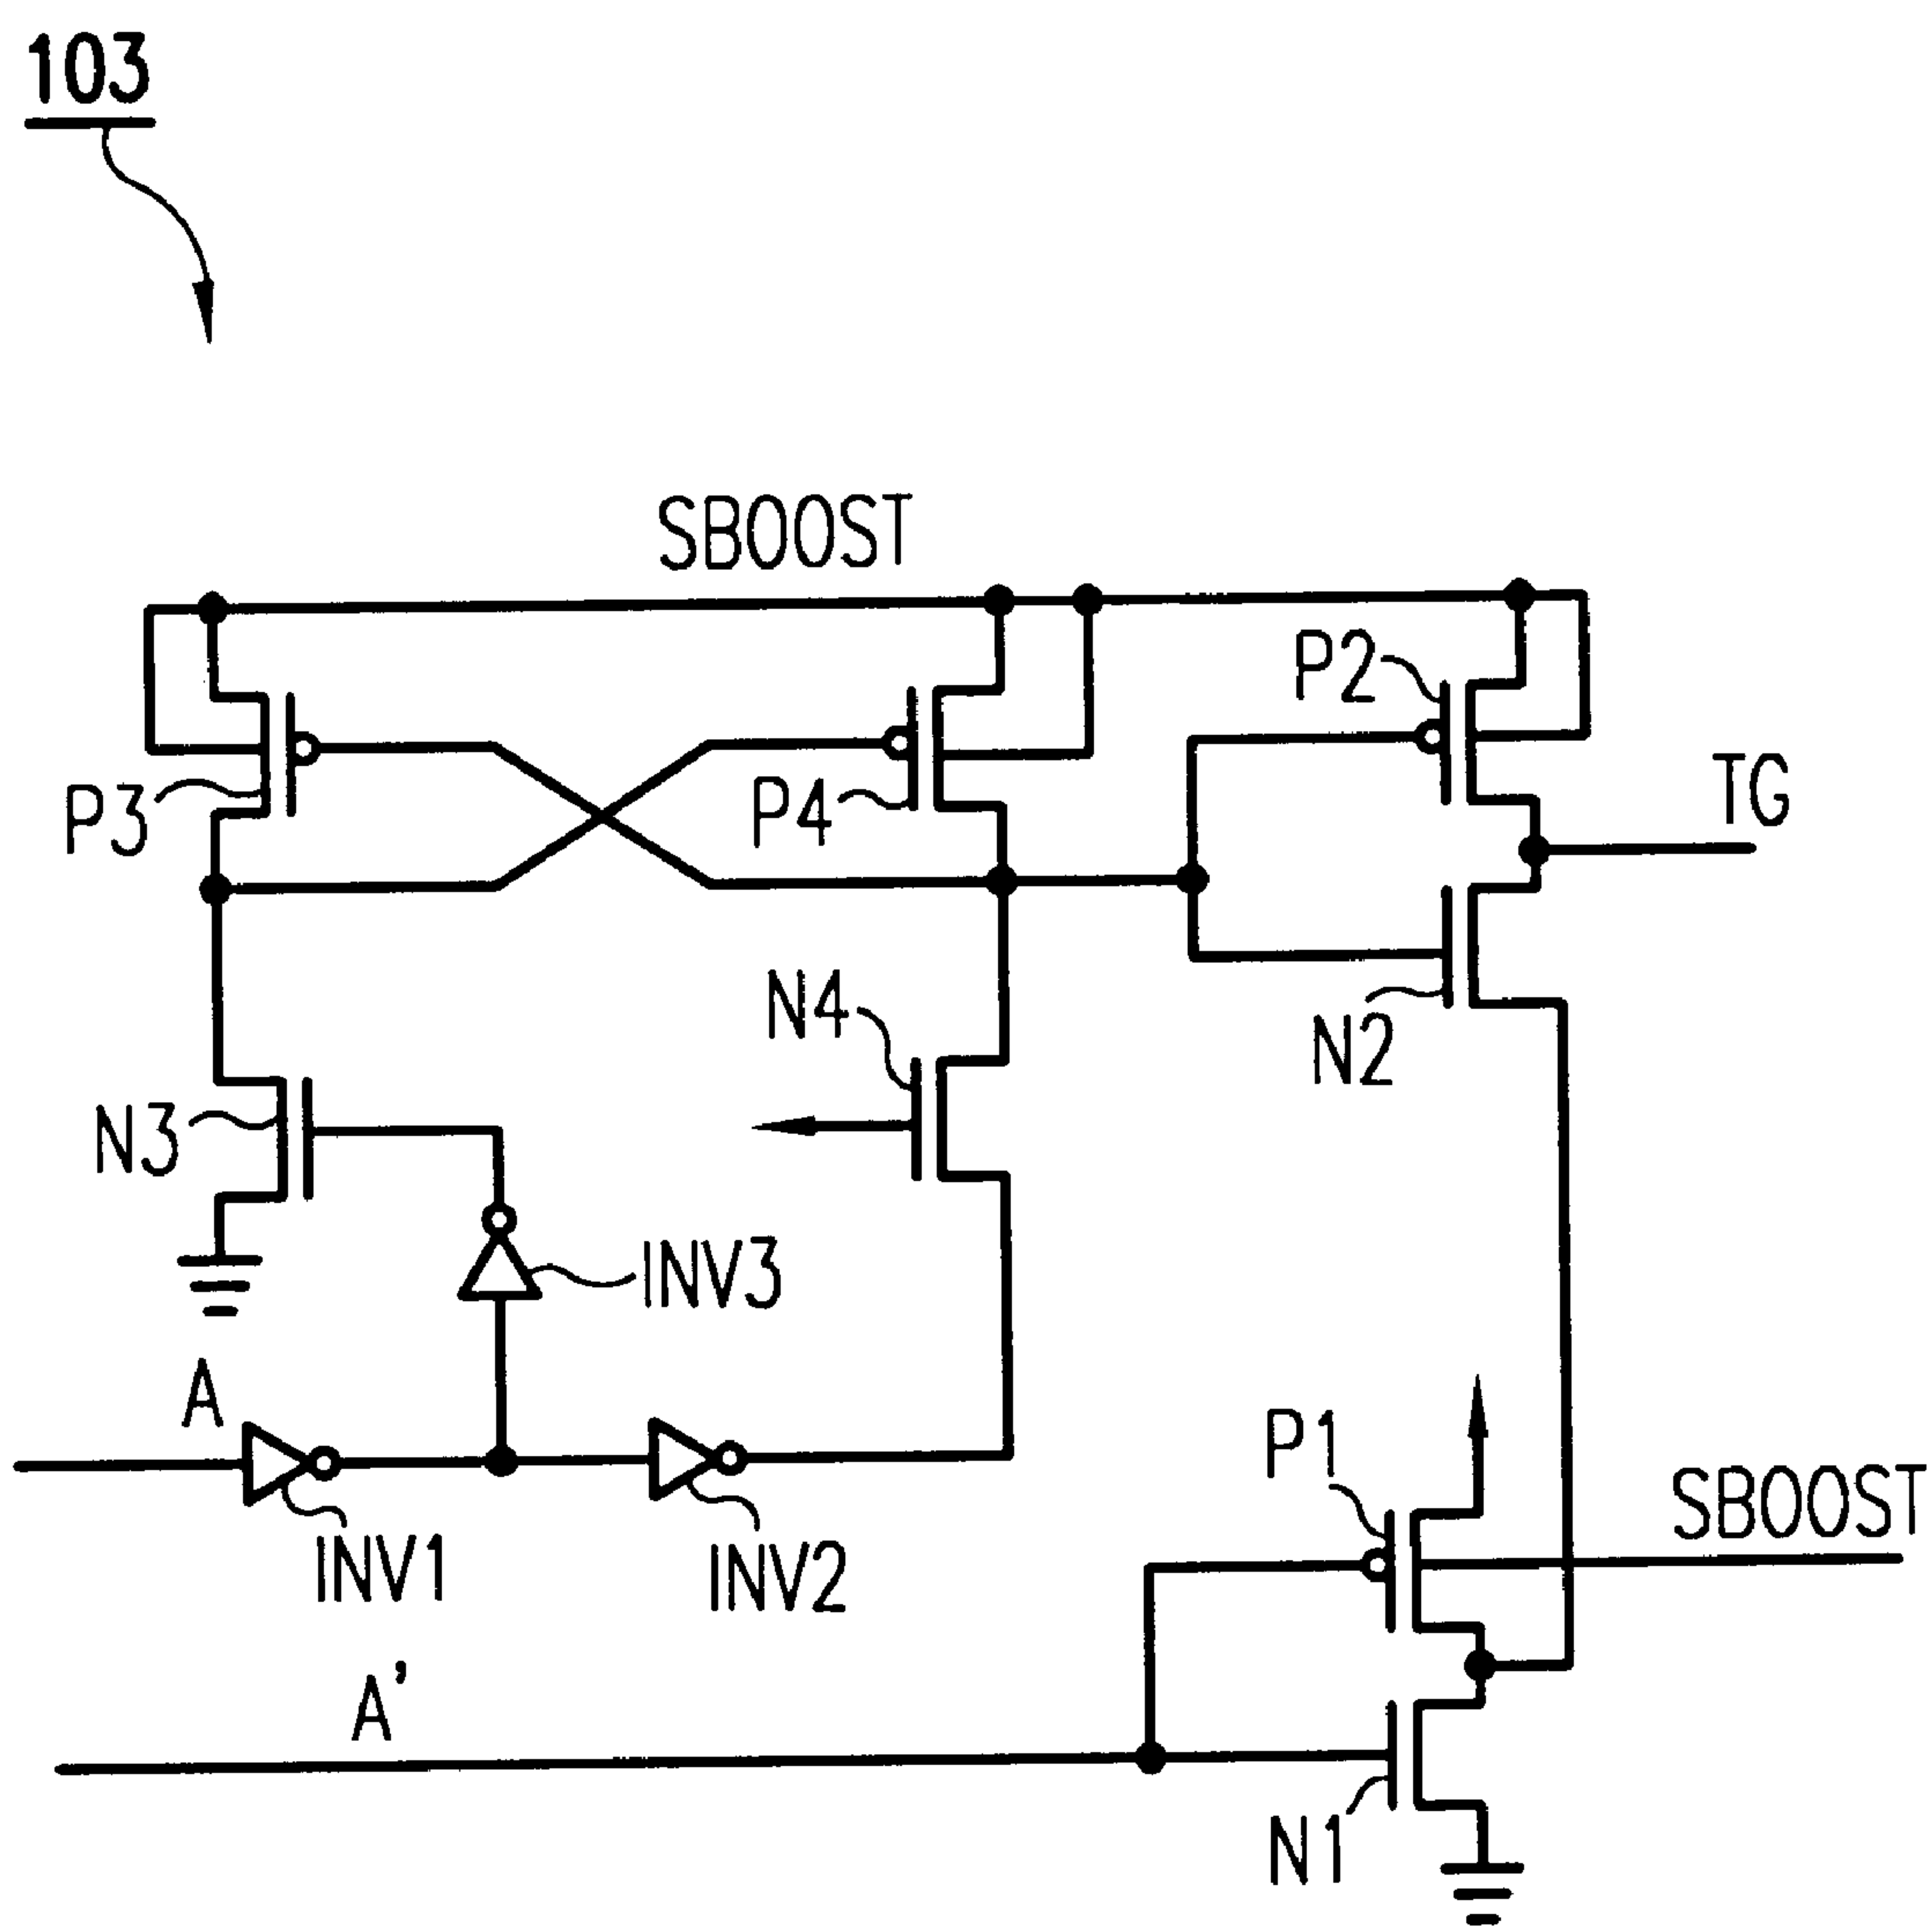 103
SBOOST
P2
TG
P3
P4
N4
N2
N3
INV3
A
P1
SBOOST
INV1
INV2
A'
N1